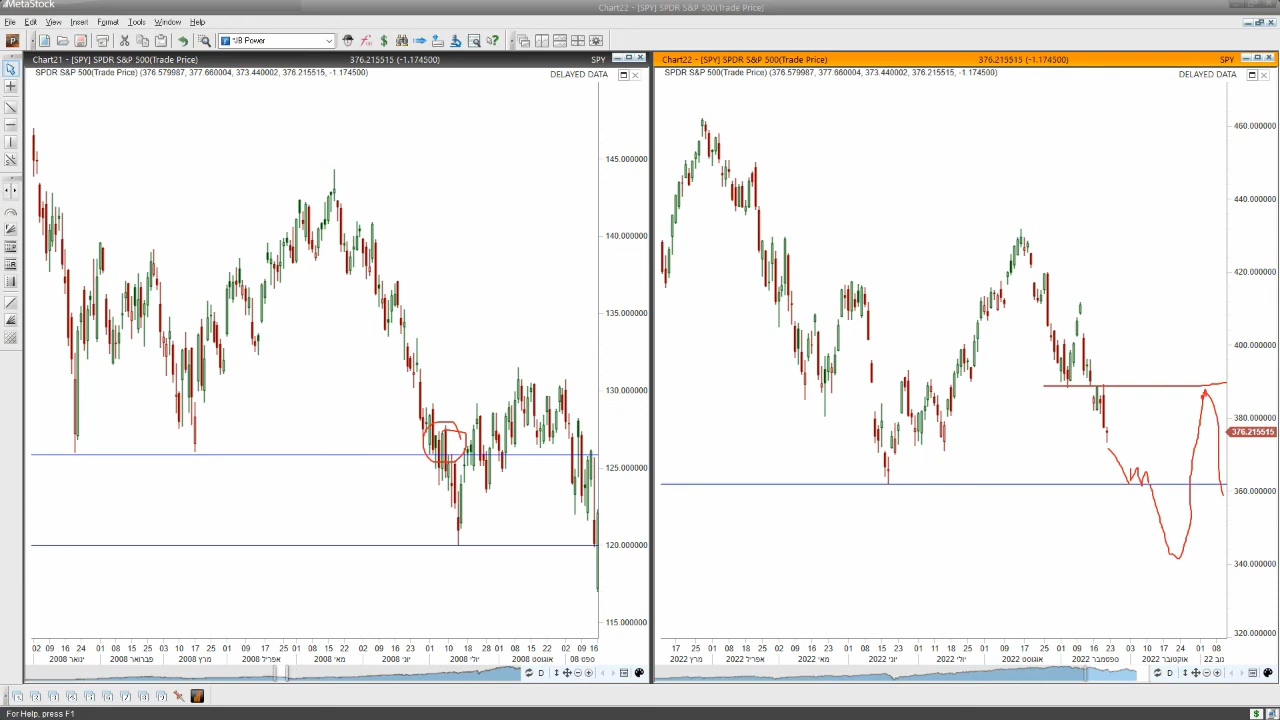 MetaStock
Chart22 - [SPY] SPDR S&P 500(Trade Price)
File Edit View Insert Format Tools Window Help
*JB Power
Chart21 - [SPY] SPDR S&P 500(Trade Price) 376.215515 (-1.174500) SPY
SPDR S&P 500(Trade Price) (376.579987, 377.660004, 373.440002, 376.215515, -1.174500) DELAYED DATA
145.000000
140.000000
135.000000
130.000000
125.000000
120.000000
115.000000
02 09 16 22 01 08 15 25 03 10 17 25 01 08 15 22 01 08 15 22 02 09 16 23 01 10 16 23 01 08 15 22 02 09 16
ינואר 2008 פברואר 2008 מרץ 2008 אפריל 2008 מאי 2008 יוני 2008 יולי 2008 אוגוסט 2008 ספט 08
D
Chart22 - [SPY] SPDR S&P 500(Trade Price) 376.215515 (-1.174500) SPY
SPDR S&P 500(Trade Price) (376.579987, 377.660004, 373.440002, 376.215515, -1.174500) DELAYED DATA
460.000000
440.000000
420.000000
400.000000
380.000000
376.215515
360.000000
340.000000
320.000000
17 25 01 08 18 25 02 09 16 23 01 08 15 22 01 11 18 25 01 08 15 22 01 09 16 23 03 10 17 24 01 08
מרץ 2022 אפריל 2022 מאי 2022 יוני 2022 יולי 2022 אוגוסט 2022 ספטמבר 2022 אוקטובר 2022 נוב 22
D
For Help, press F1